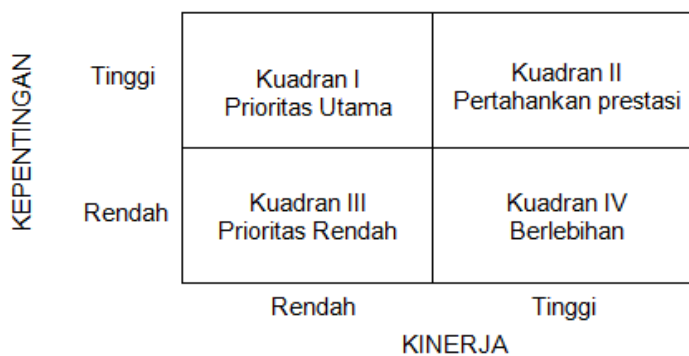 KEPENTINGAN
Tinggi
Kuadran I
Prioritas Utama
Kuadran II
Pertahankan prestasi
Rendah
Kuadran III
Prioritas Rendah
Kuadran IV
Berlebihan
Rendah
Tinggi
KINERJA